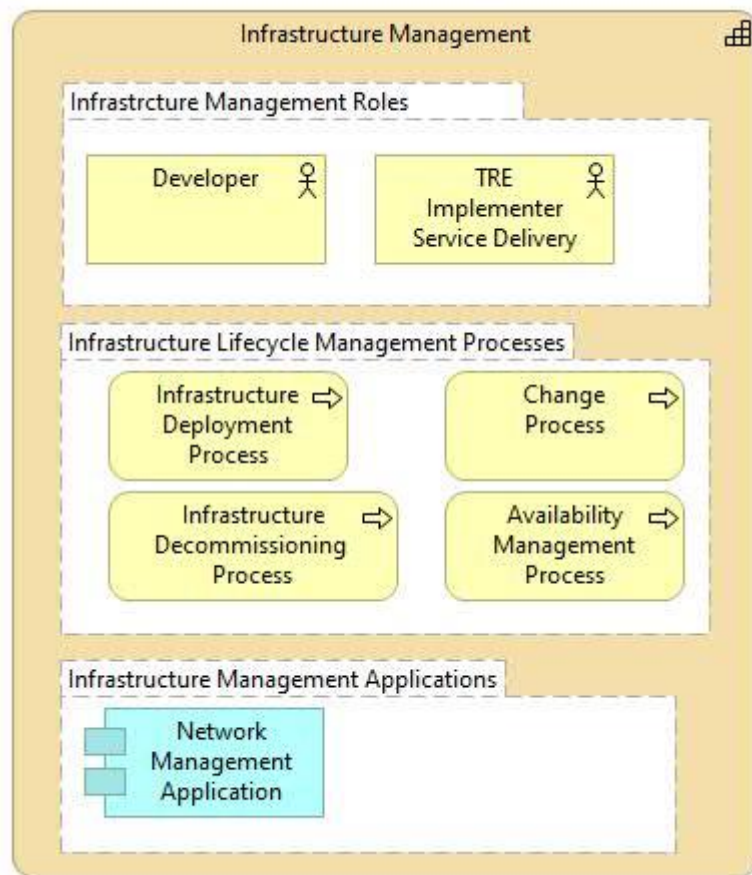 Infrastructure Management
Infrastrcture Management Roles
Developer
TRE
Implementer
Service Delivery
Infrastructure Lifecycle Management Processes
Infrastructure
Deployment
Process
Change
Process
Infrastructure
Decommissioning
Process
Availability
Management
Process
Infrastructure Management Applications
Network
Management
Application